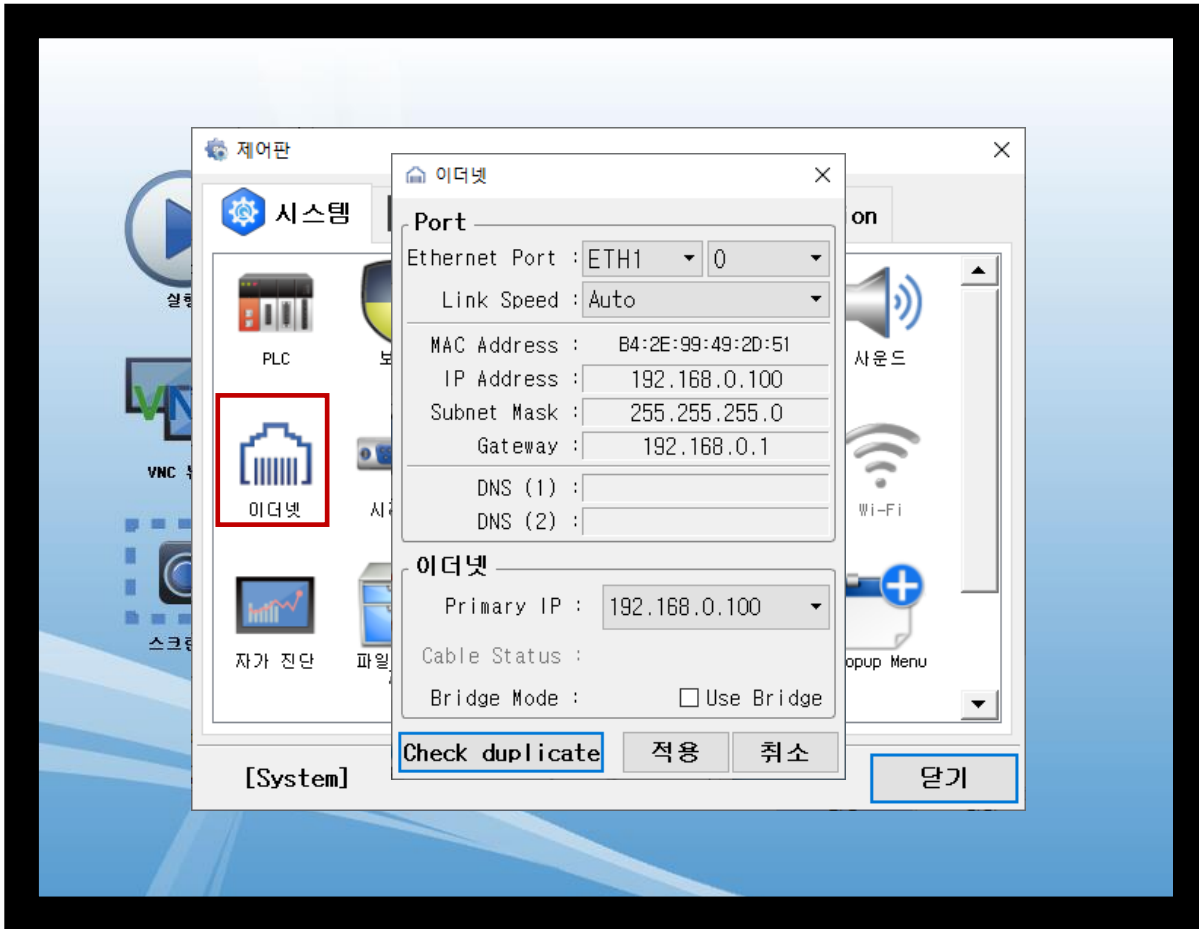 제어판
이더넷
시스템
on
Port
Ethernet Port : ETH1 0
Link Speed : Auto
MAC Address : B4:2E:99:49:2D:51
IP Address : 192.168.0.100
Subnet Mask : 255.255.255.0
Gateway : 192.168.0.1
DNS (1) :
DNS (2) :
이더넷
Primary IP : 192.168.0.100
Cable Status :
Bridge Mode : Use Bridge
Check duplicate 적용 취소
PLC
사운드
VNC
이더넷
Wi-Fi
자가 진단
파일
opup Menu
[System]
닫기